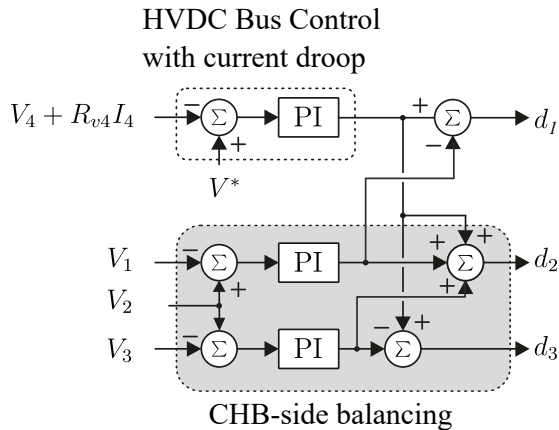 HVDC Bus Control
with current droop
V₄ + Rᵥ₄I₄
−
Σ
PI
+
Σ
d₁
+
−
V*
V₁
−
Σ
PI
+
+
Σ
d₂
V₂
+
+
V₃
−
Σ
PI
−
+
Σ
d₃
CHB-side balancing